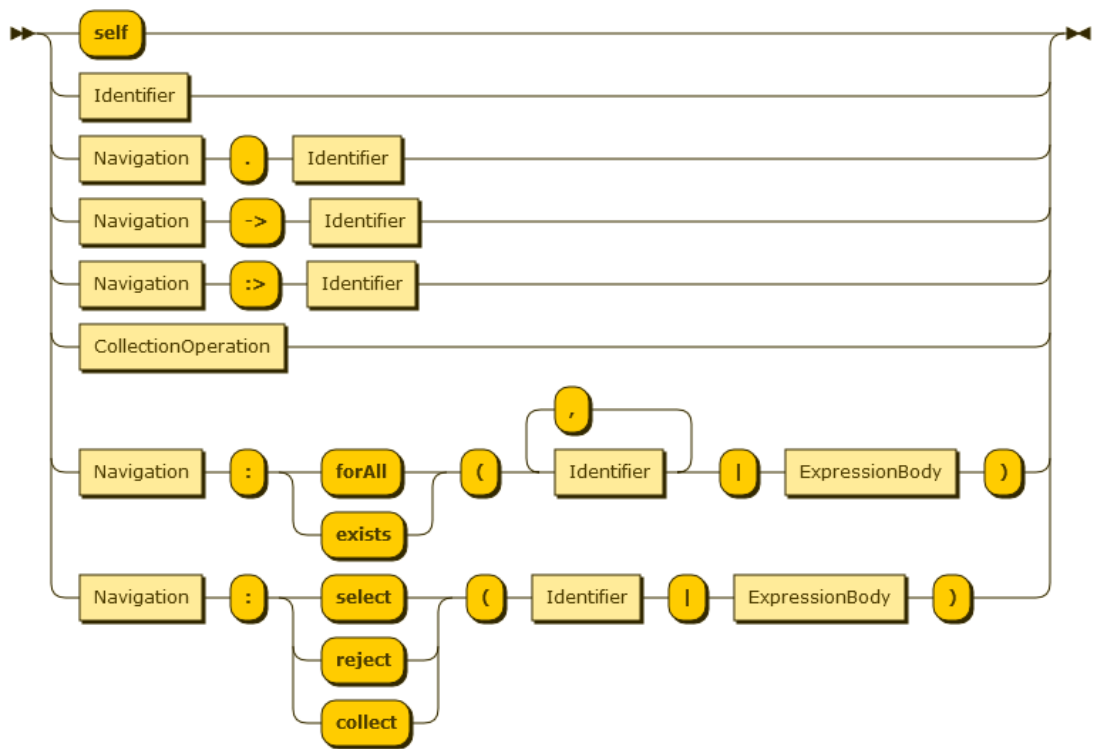 self
Identifier
Navigation . Identifier
Navigation -> Identifier
Navigation :> Identifier
CollectionOperation
,
Navigation : forAll ( Identifier | ExpressionBody )
exists
Navigation : select ( Identifier | ExpressionBody )
reject
collect